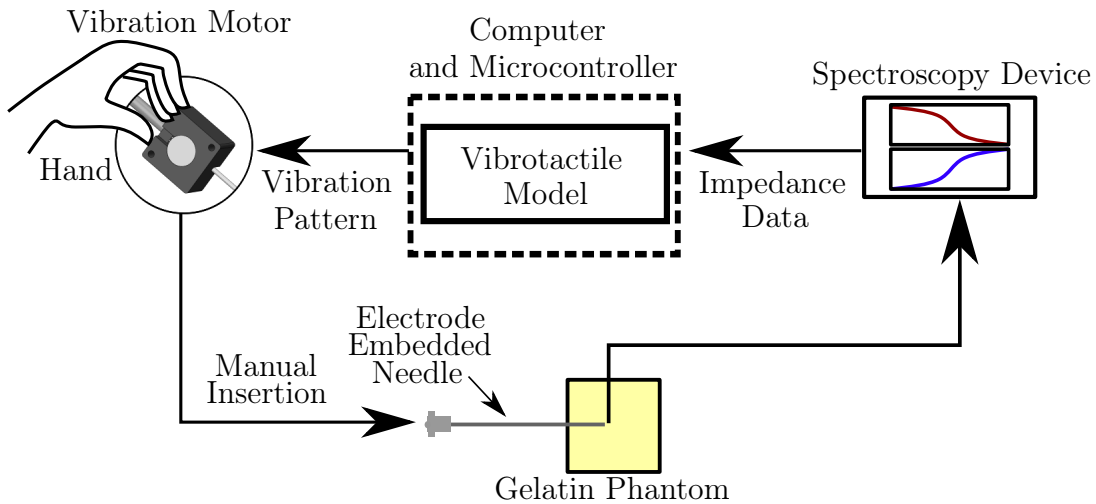 Vibration Motor
Hand
Vibration
Pattern
Computer
and Microcontroller
Vibrotactile
Model
Spectroscopy Device
Impedance
Data
Manual
Insertion
Electrode
Embedded
Needle
Gelatin Phantom